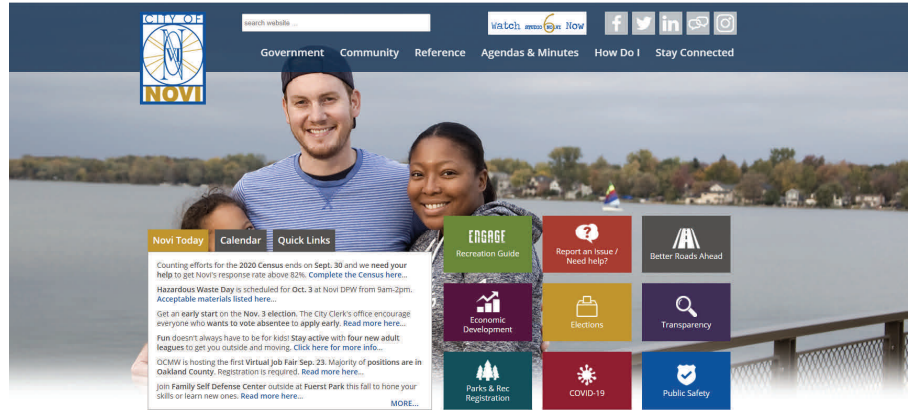 CITY OF
NOVI
search website ...
Watch STUDIO 6 NOVI Now
Government Community Reference Agendas & Minutes How Do I Stay Connected
Novi Today Calendar Quick Links
Counting efforts for the 2020 Census ends on Sept. 30 and we need your
help to get Novi's response rate above 82%. Complete the Census here...
Hazardous Waste Day is scheduled for Oct. 3 at Novi DPW from 9am-2pm.
Acceptable materials listed here...
Get an early start on the Nov. 3 election. The City Clerk's office encourage
everyone who wants to vote absentee to apply early. Read more here...
Fun doesn't always have to be for kids! Stay active with four new adult
leagues to get you outside and moving. Click here for more info...
OCMW is hosting the first Virtual Job Fair Sep. 23. Majority of positions are in
Oakland County. Registration is required. Read more here...
Join Family Self Defense Center outside at Fuerst Park this fall to hone your
skills or learn new ones. Read more here...
MORE...
ENGAGE
Recreation Guide
Report an Issue /
Need help?
Better Roads Ahead
Economic
Development
Elections
Transparency
Parks & Rec
Registration
COVID-19
Public Safety